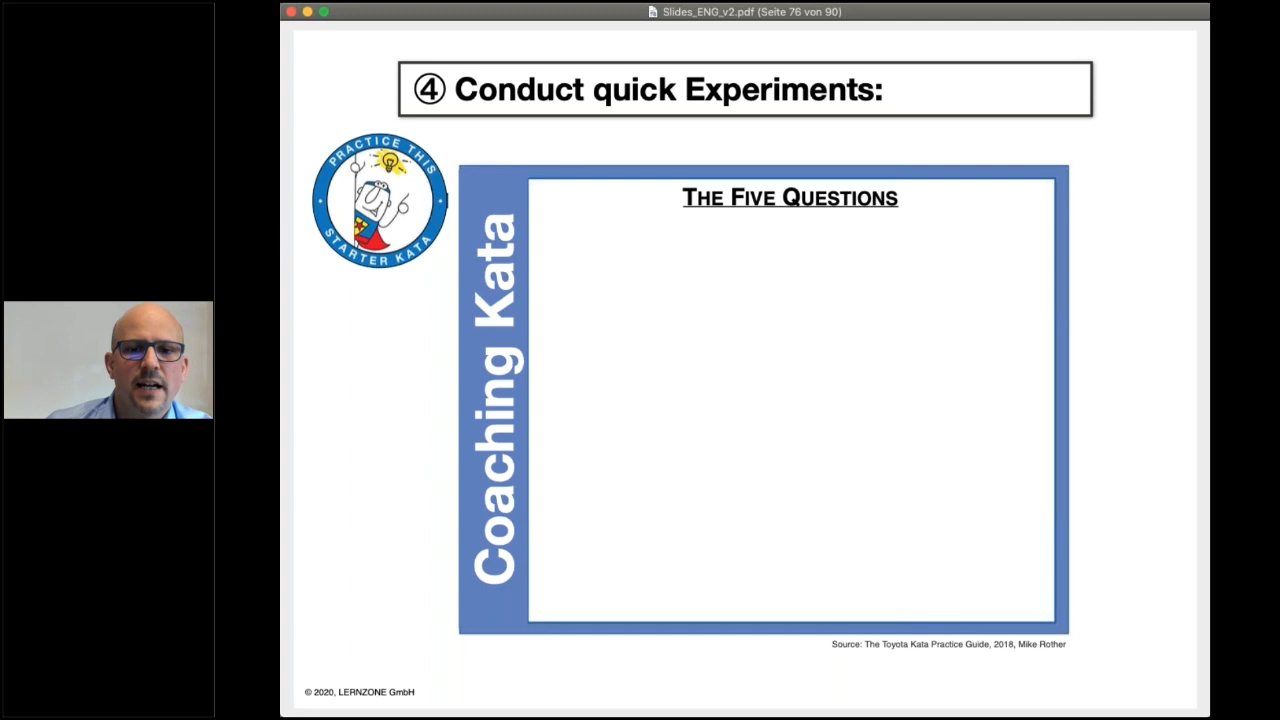 Slides_ENG_v2.pdf (Seite 76 von 90)
④ Conduct quick Experiments:
PRACTICE THIS
STARTER KATA
Coaching Kata
THE FIVE QUESTIONS
Source: The Toyota Kata Practice Guide, 2018, Mike Rother
© 2020, LERNZONE GmbH